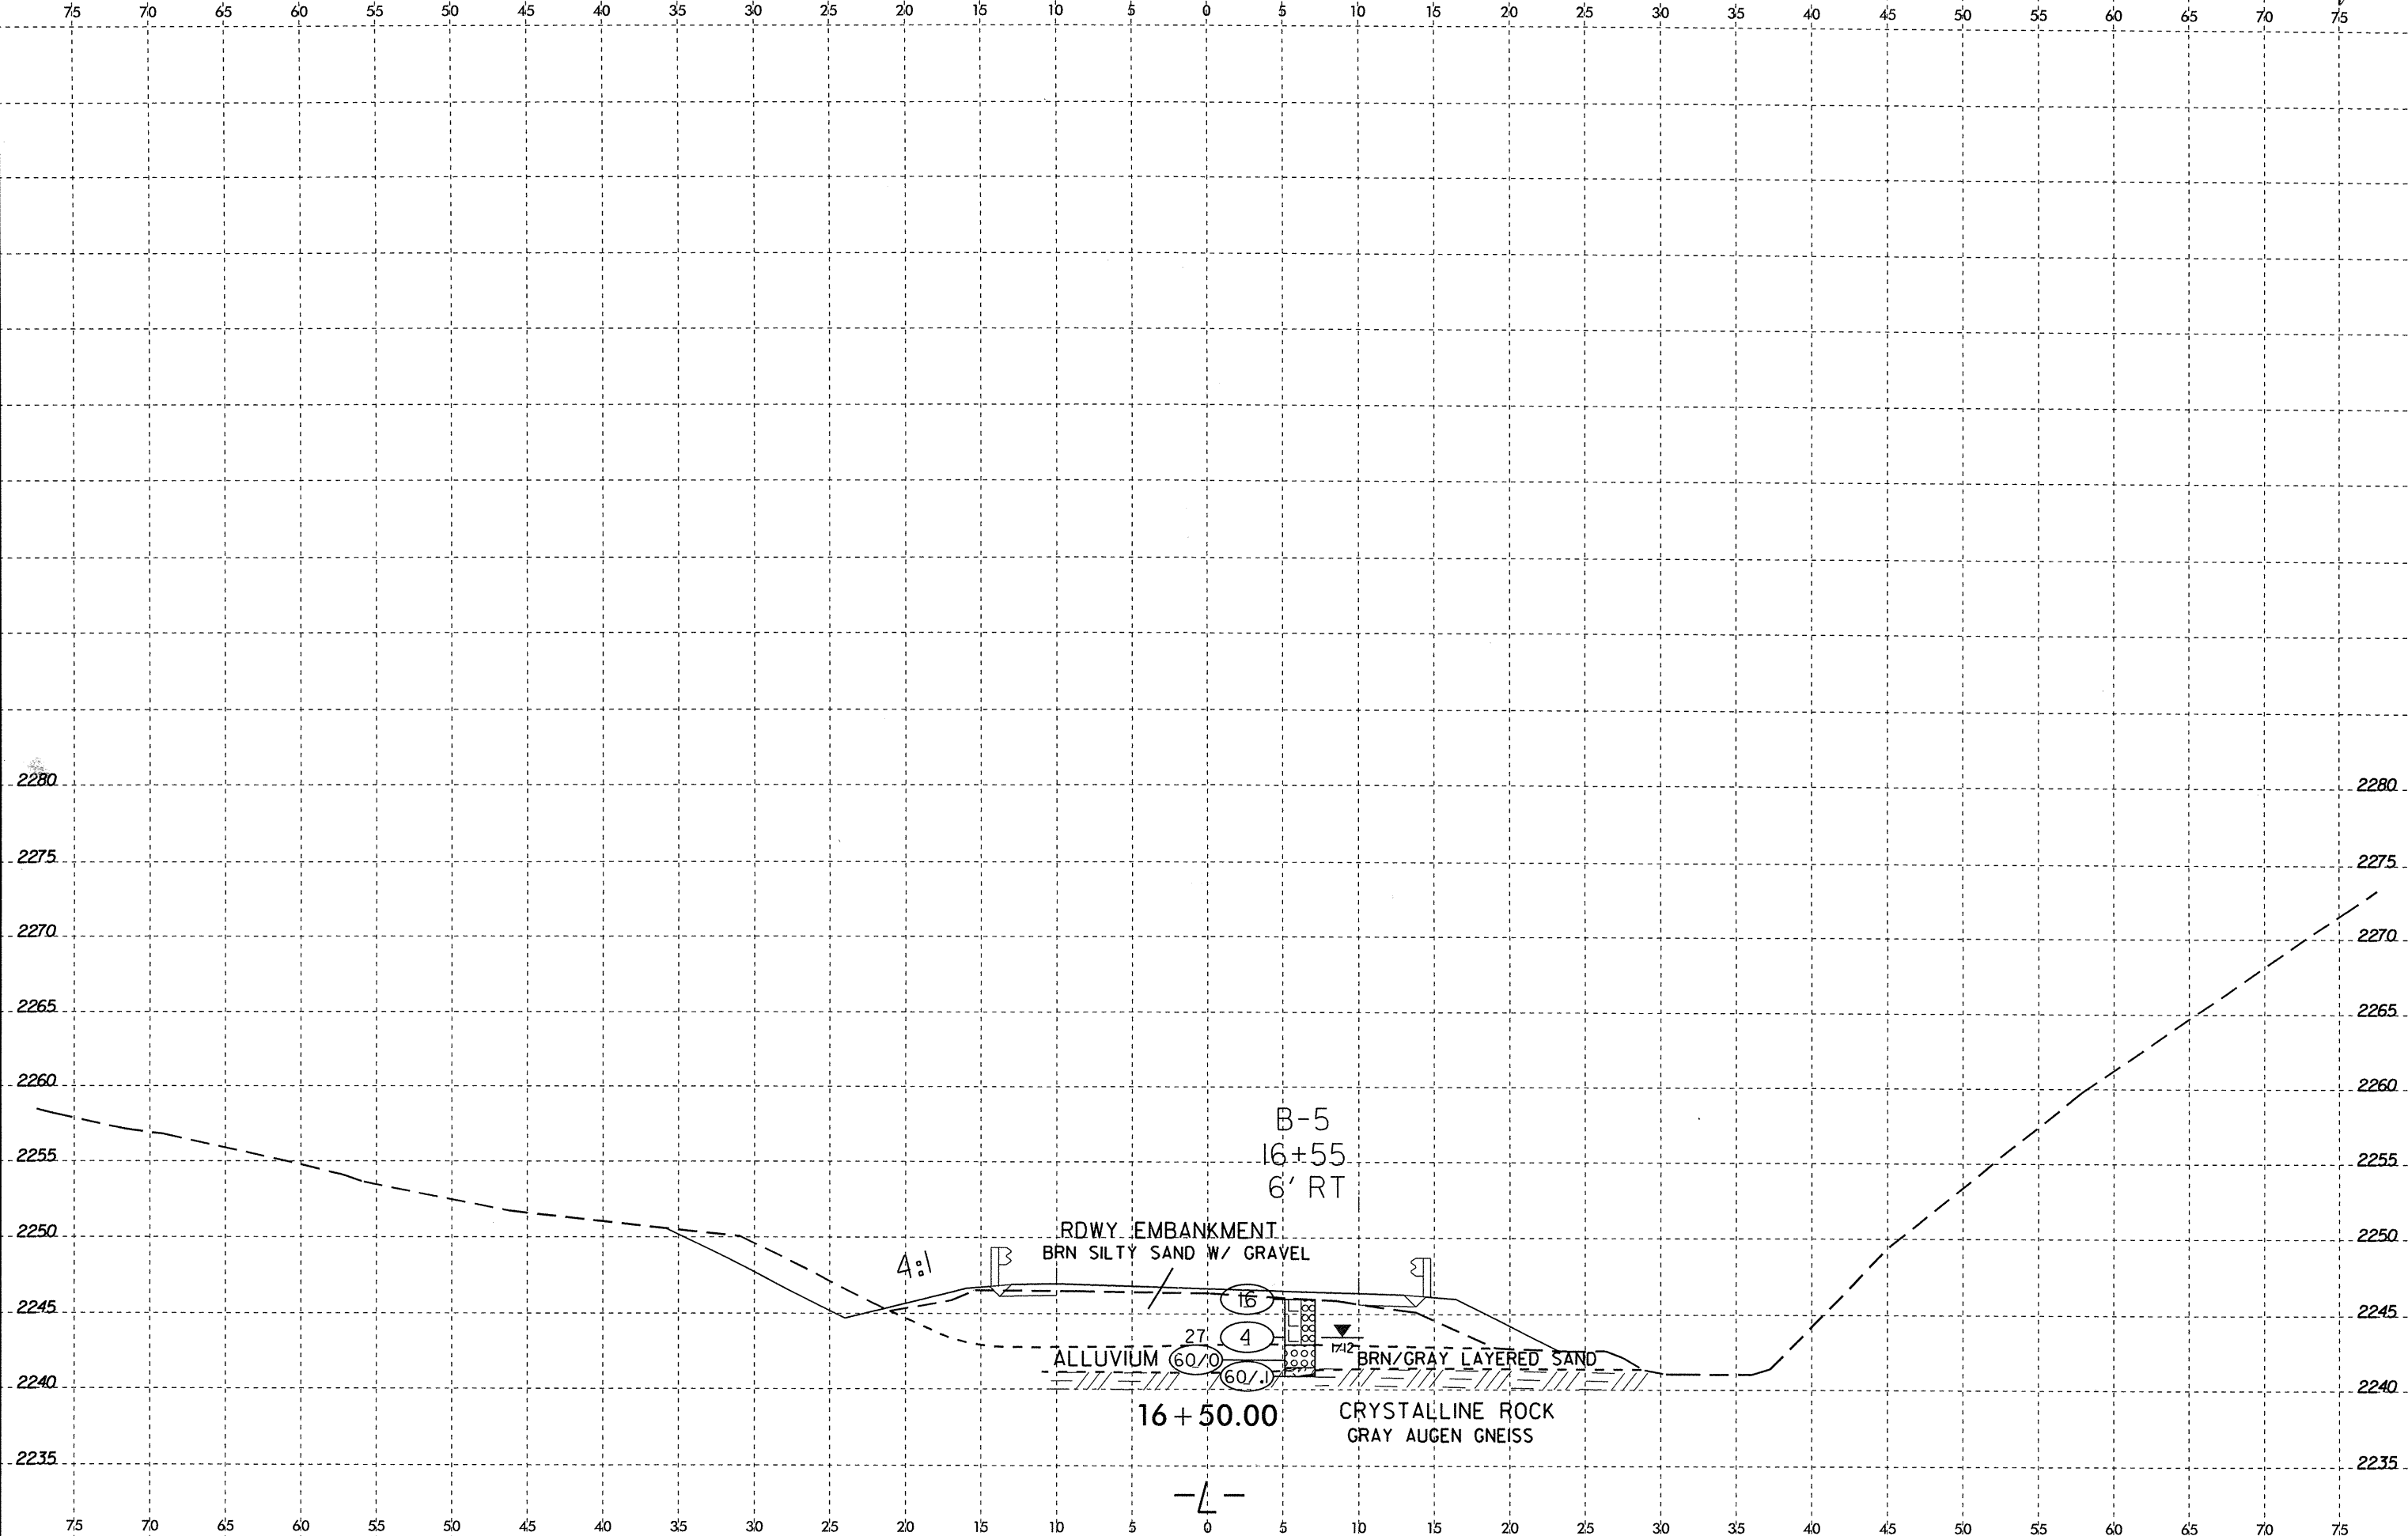 75 70 65 60 55 50 45 40 35 30 25 20 15 10 5 0 5 10 15 20 25 30 35 40 45 50 55 60 65 70 75
2280 2280
2275 2275
2270 2270
2265 2265
2260 2260
B-5
16+55
6' RT
2255 2255
2250 2250
RDWY EMBANKMENT
BRN SILTY SAND W/ GRAVEL
4:1
16
2245 2245
27 4
ALLUVIUM 60/0 BRN/GRAY LAYERED SAND
60/.1
2240 2240
16+50.00 CRYSTALLINE ROCK
GRAY AUGEN GNEISS
2235 2235
-L-
75 70 65 60 55 50 45 40 35 30 25 20 15 10 5 0 5 10 15 20 25 30 35 40 45 50 55 60 65 70 75